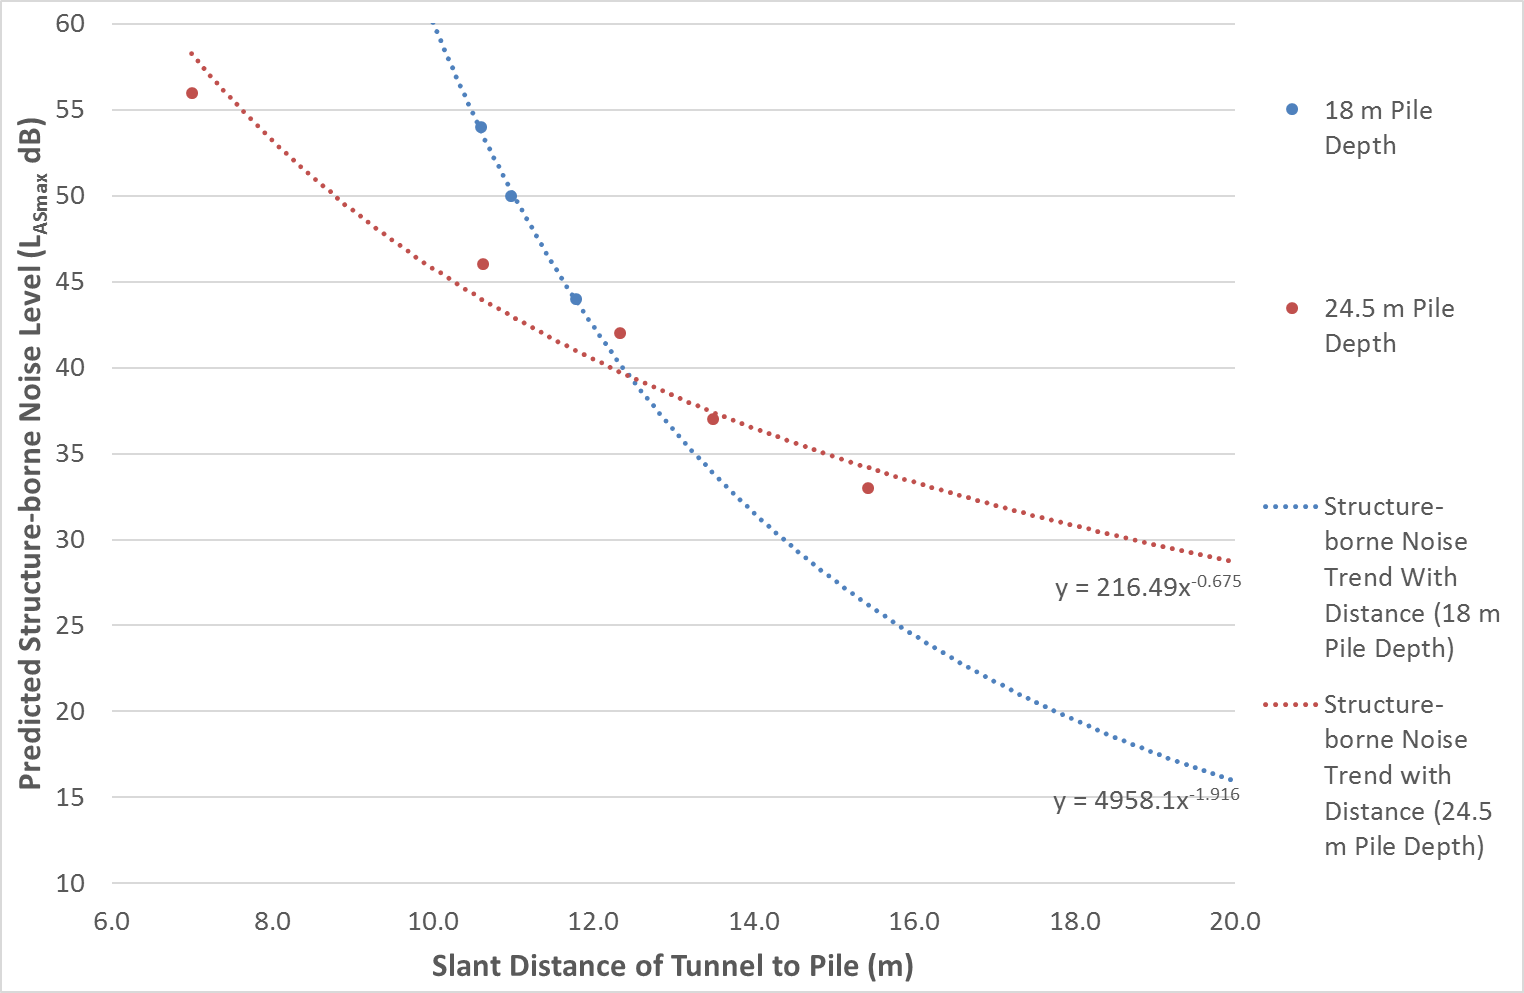 60
55
50
45
40
35
30
25
20
15
10
6.0 8.0 10.0 12.0 14.0 16.0 18.0 20.0
Predicted Structure-borne Noise Level (LASmax dB)
Slant Distance of Tunnel to Pile (m)
y = 216.49x-0.675
y = 4958.1x-1.916
18 m Pile
Depth
24.5 m Pile
Depth
Structure-
borne Noise
Trend With
Distance (18 m
Pile Depth)
Structure-
borne Noise
Trend with
Distance (24.5
m Pile Depth)